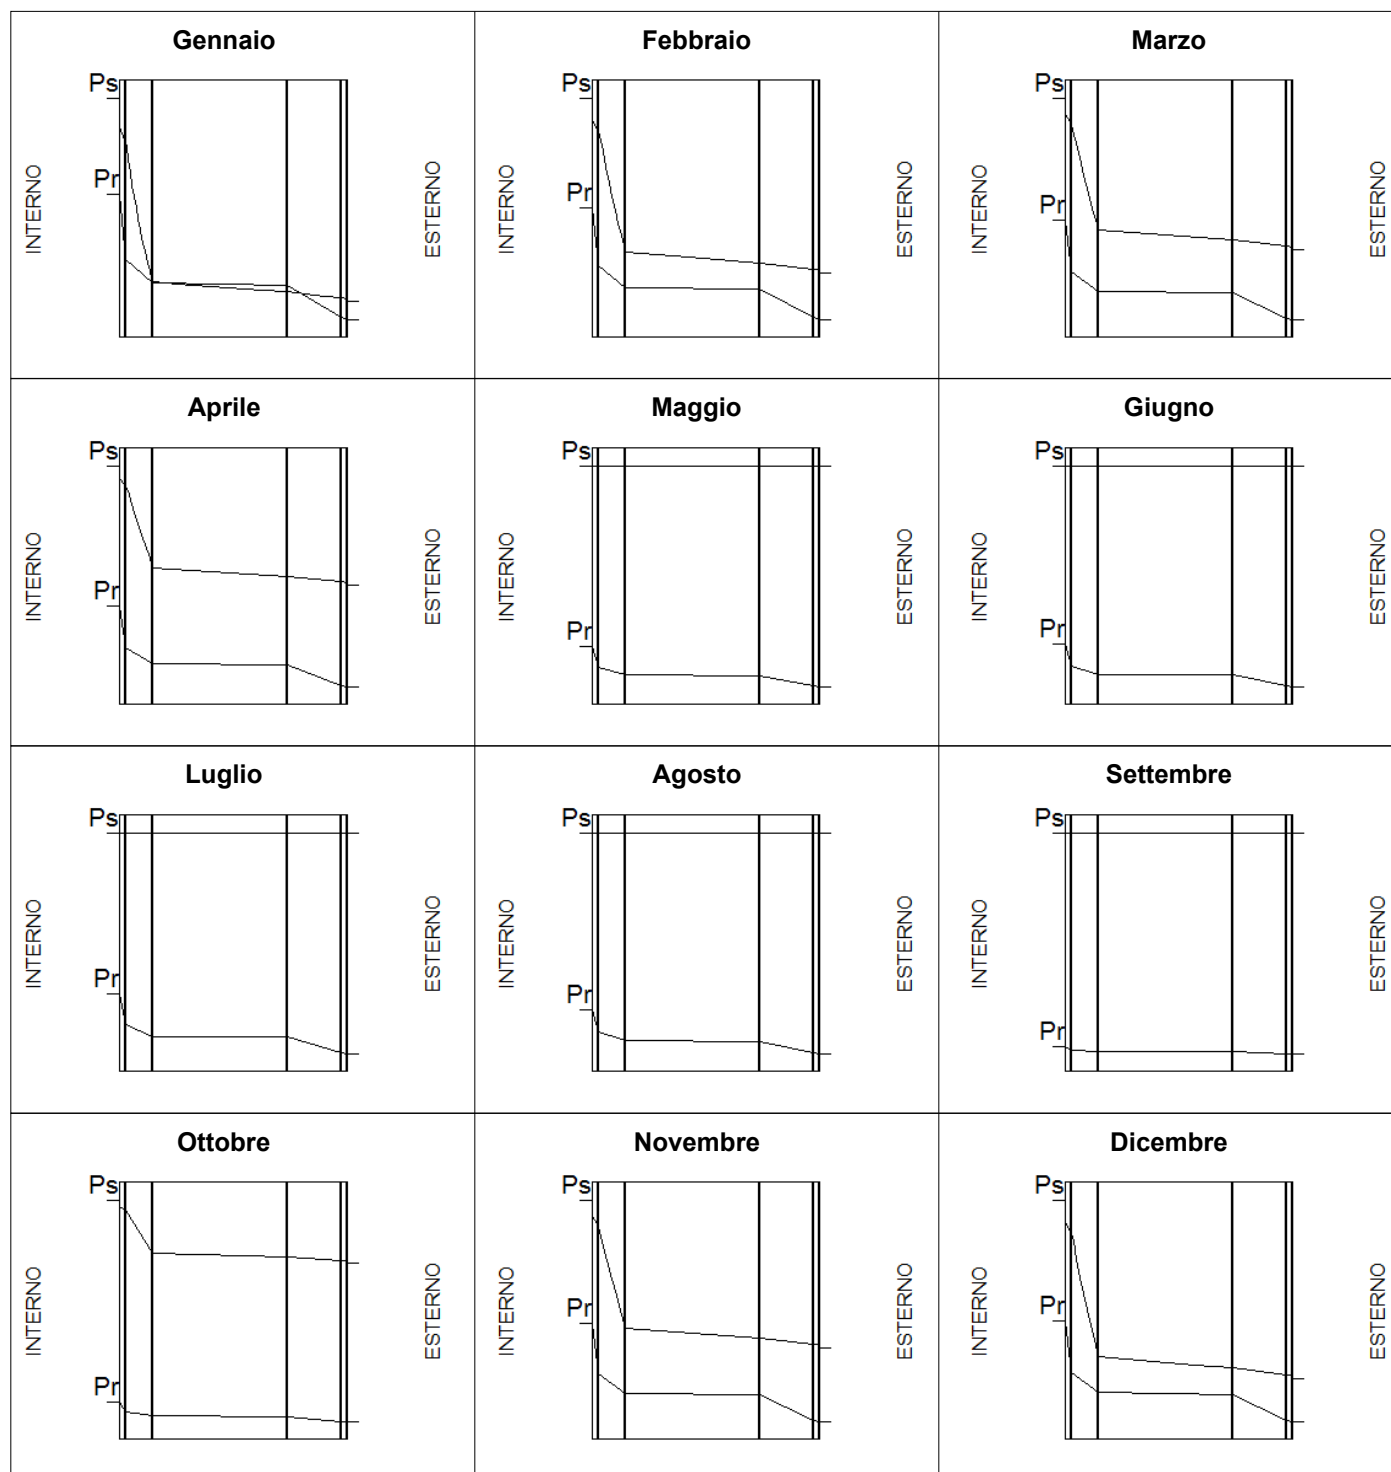 Gennaio
Ps
Pr
INTERNO
ESTERNO
Febbraio
Ps
Pr
INTERNO
ESTERNO
Marzo
Ps
Pr
INTERNO
ESTERNO
Aprile
Ps
Pr
INTERNO
ESTERNO
Maggio
Ps
Pr
INTERNO
ESTERNO
Giugno
Ps
Pr
INTERNO
ESTERNO
Luglio
Ps
Pr
INTERNO
ESTERNO
Agosto
Ps
Pr
INTERNO
ESTERNO
Settembre
Ps
Pr
INTERNO
ESTERNO
Ottobre
Ps
Pr
INTERNO
ESTERNO
Novembre
Ps
Pr
INTERNO
ESTERNO
Dicembre
Ps
Pr
INTERNO
ESTERNO